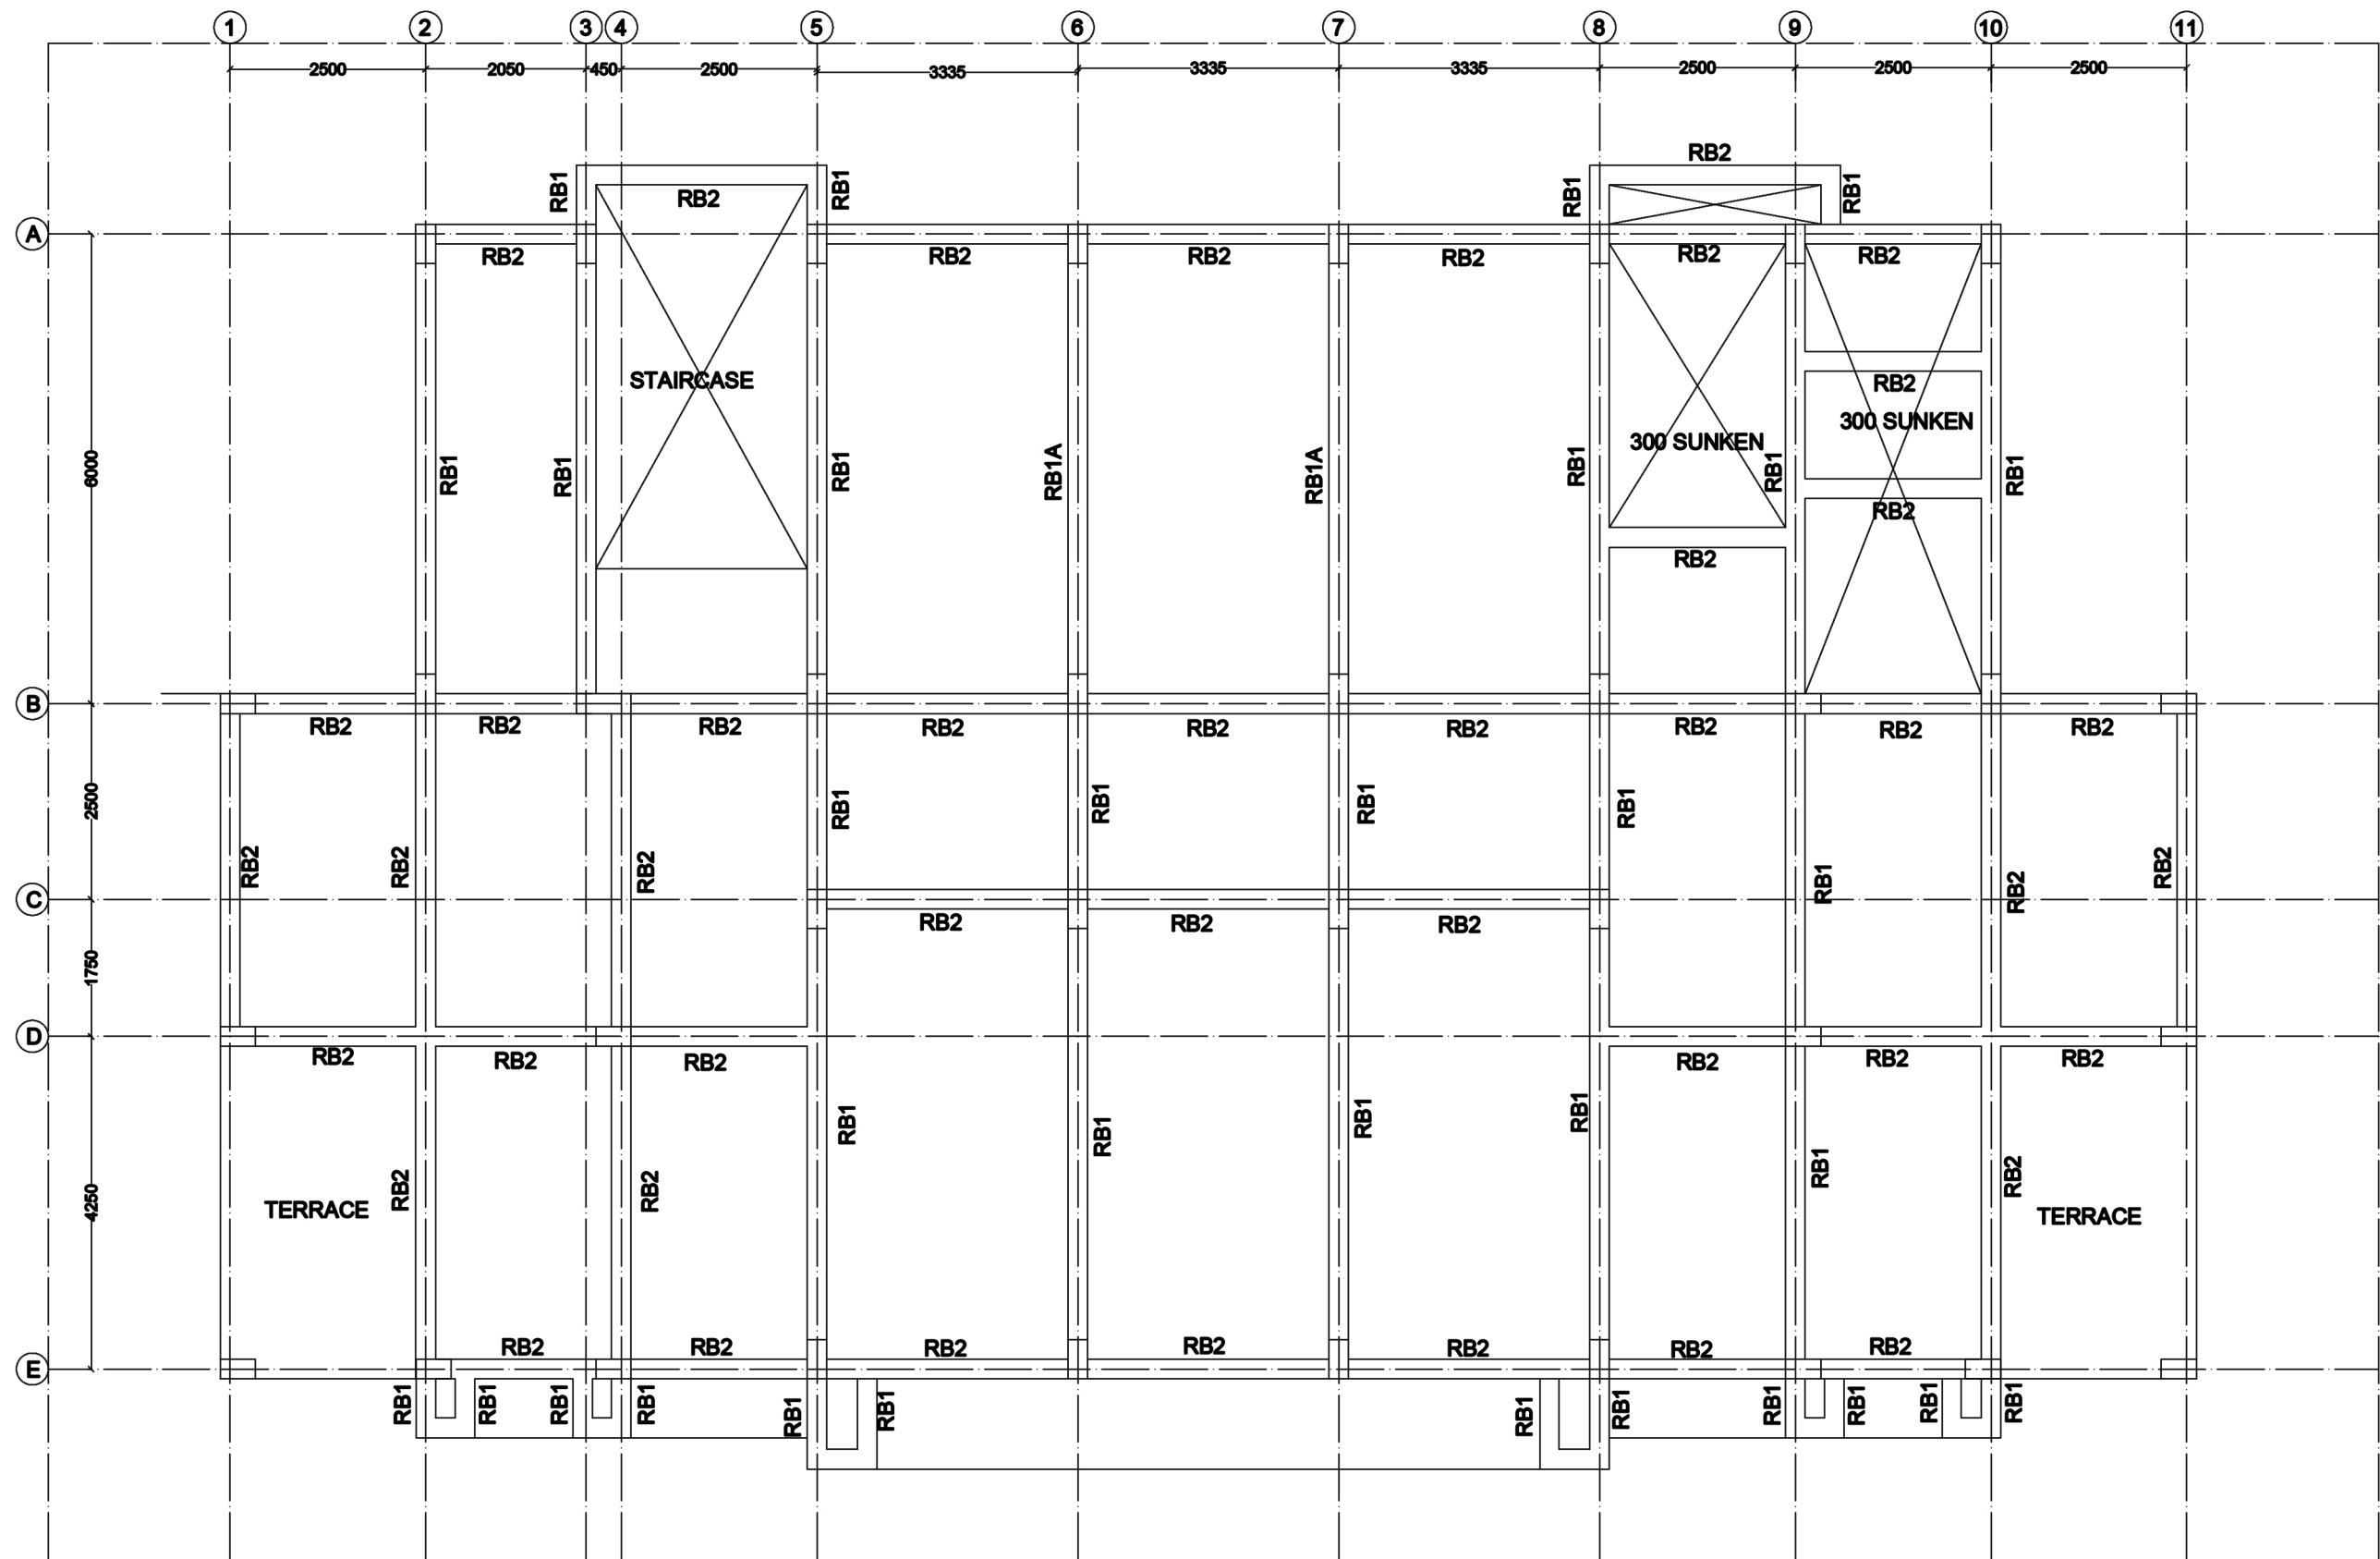 1 2 3 4 5 6 7 8 9 10 11
2500 2050 450 2500 3335 3335 3335 2500 2500 2500
RB2
RB1 RB2 RB1 RB1 RB1
A
RB2 RB2 RB2 RB2 RB2 RB2
STAIRCASE RB2
300 SUNKEN 300 SUNKEN
6000 RB1 RB1 RB1 RB1A RB1A RB1 RB1 RB1
RB2
RB2
B
RB2 RB2 RB2 RB2 RB2 RB2 RB2 RB2 RB2
2500 RB1 RB1 RB1 RB1
RB2 RB2 RB2 RB1 RB2 RB2
C
RB2 RB2 RB2
1750
D
RB2 RB2 RB2 RB2 RB2 RB2
RB1 RB1 RB1 RB1
4250 RB2 RB2 RB1 RB2
TERRACE TERRACE
RB2 RB2 RB2 RB2 RB2 RB2 RB2
E
RB1 RB1 RB1 RB1 RB1 RB1 RB1 RB1 RB1 RB1 RB1 RB1